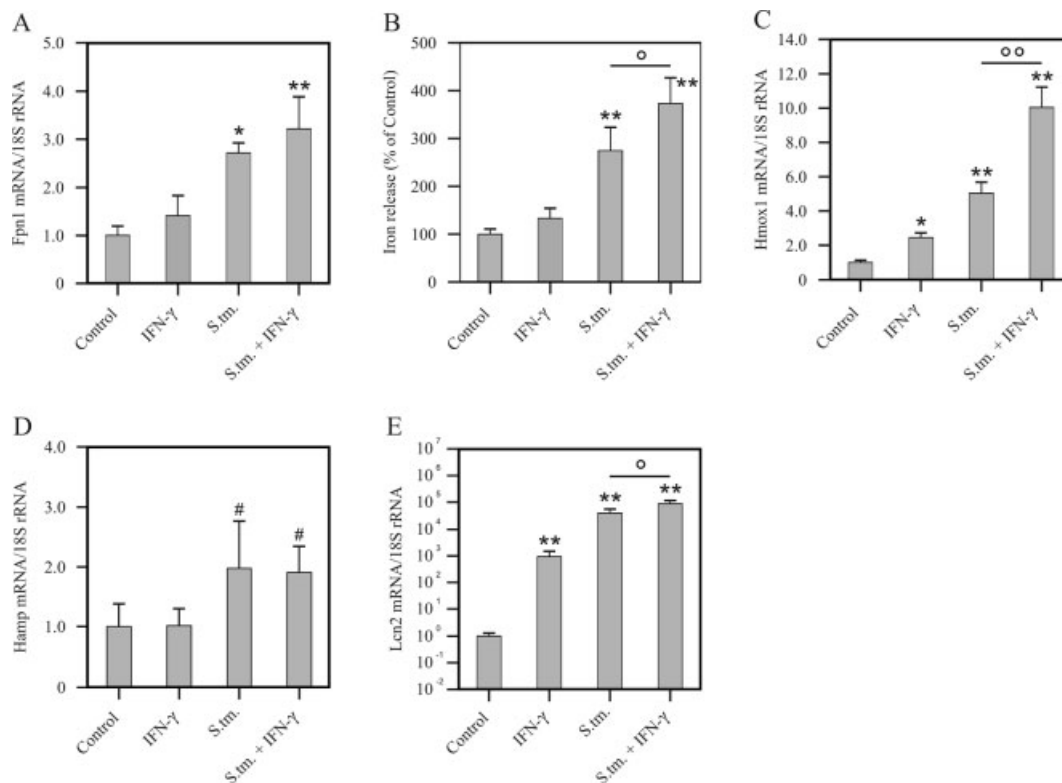 A
Fpn1 mRNA/18S rRNA
5.0
4.0
3.0
2.0
1.0
0
*
**
Control
IFN-γ
S.tm.
S.tm. + IFN-γ
B
Iron release (% of Control)
500
400
300
200
100
0
**
**
Control
IFN-γ
S.tm.
S.tm. + IFN-γ
C
Hmox1 mRNA/18S rRNA
14.0
12.0
10.0
8.0
6.0
4.0
2.0
0
*
**
**
Control
IFN-γ
S.tm.
S.tm. + IFN-γ
D
Hamp mRNA/18S rRNA
4.0
3.0
2.0
1.0
0
#
#
Control
IFN-γ
S.tm.
S.tm. + IFN-γ
E
Lcn2 mRNA/18S rRNA
10⁷
10⁶
10⁵
10⁴
10³
10²
10¹
10⁰
10⁻¹
10⁻²
**
**
**
Control
IFN-γ
S.tm.
S.tm. + IFN-γ